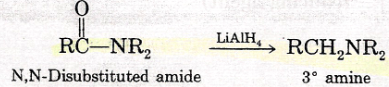 O
RC—NR₂ LiAlH₄ RCH₂NR₂
N,N-Disubstituted amide 3° amine